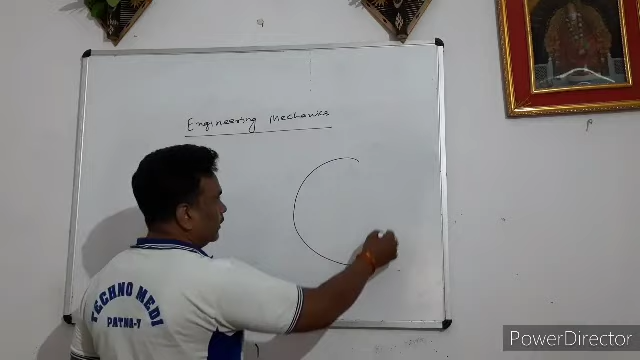 Engineering Mechanics
TECHNO MEDI
PATNA-7
PowerDirector